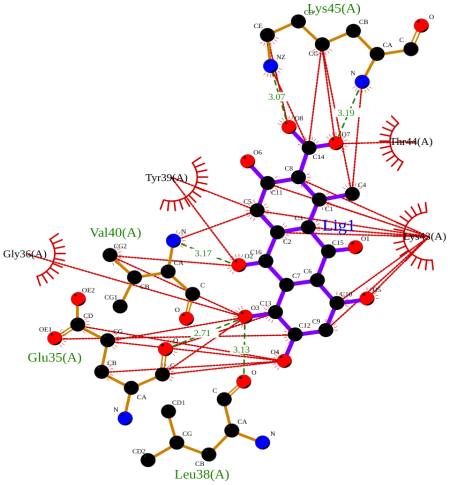 Lys45(A)
CD
CE
CB
O
CG
CA
C
NZ
N
3.07
3.19
O8
O7
Thr44(A)
C14
O6
C8
Tyr39(A)
C11
C4
C1
C5
Lig1
N
C3
Val40(A)
C2
O1
CG2
3.17
O2
C16
C15
Gly36(A)
CA
C7
C6
CB
C
OE2
CG1
C10
O5
O
O3
C13
CD
C12
C9
OE1
CG
2.71
O
Glu35(A)
3.13
O4
CB
C
O
CA
C
CD1
N
CA
N
CG
CD2
CB
Leu38(A)